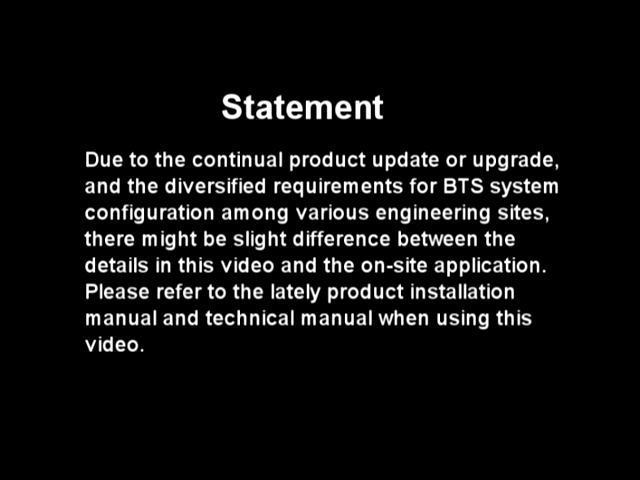 Statement
Due to the continual product update or upgrade,
and the diversified requirements for BTS system
configuration among various engineering sites,
there might be slight difference between the
details in this video and the on-site application.
Please refer to the lately product installation
manual and technical manual when using this
video.